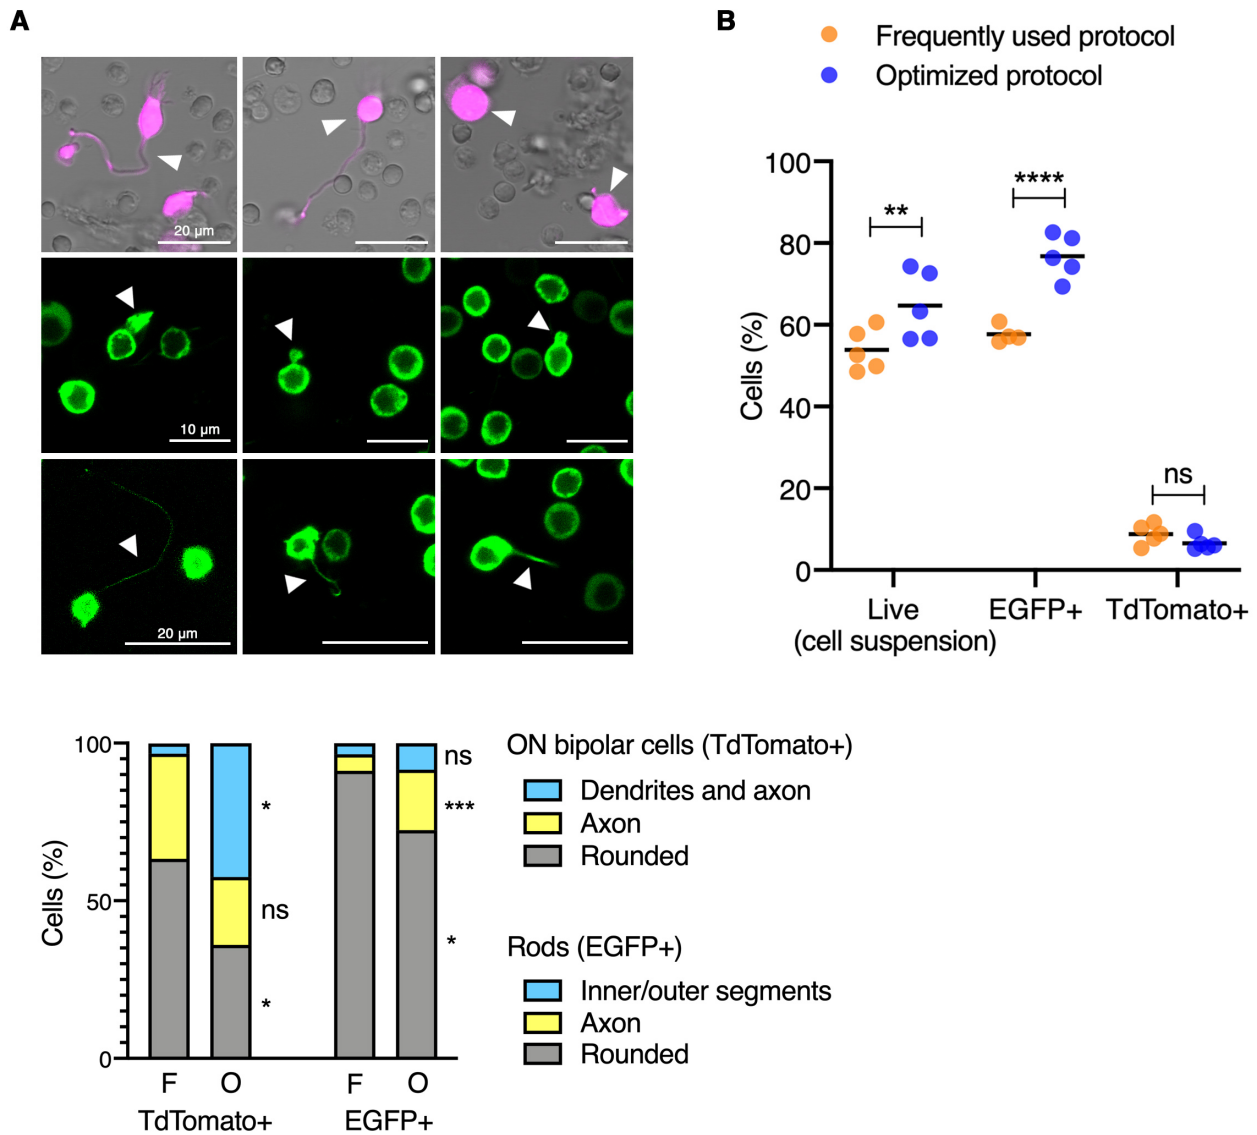 A
20 µm
10 µm
20 µm
B
Frequently used protocol
Optimized protocol
Cells (%)
100
80
60
40
20
0
**
****
ns
Live
(cell suspension)
EGFP+
TdTomato+
Cells (%)
100
50
0
*
ns
*
ns
***
*
F
O
F
O
TdTomato+
EGFP+
ON bipolar cells (TdTomato+)
Dendrites and axon
Axon
Rounded
Rods (EGFP+)
Inner/outer segments
Axon
Rounded